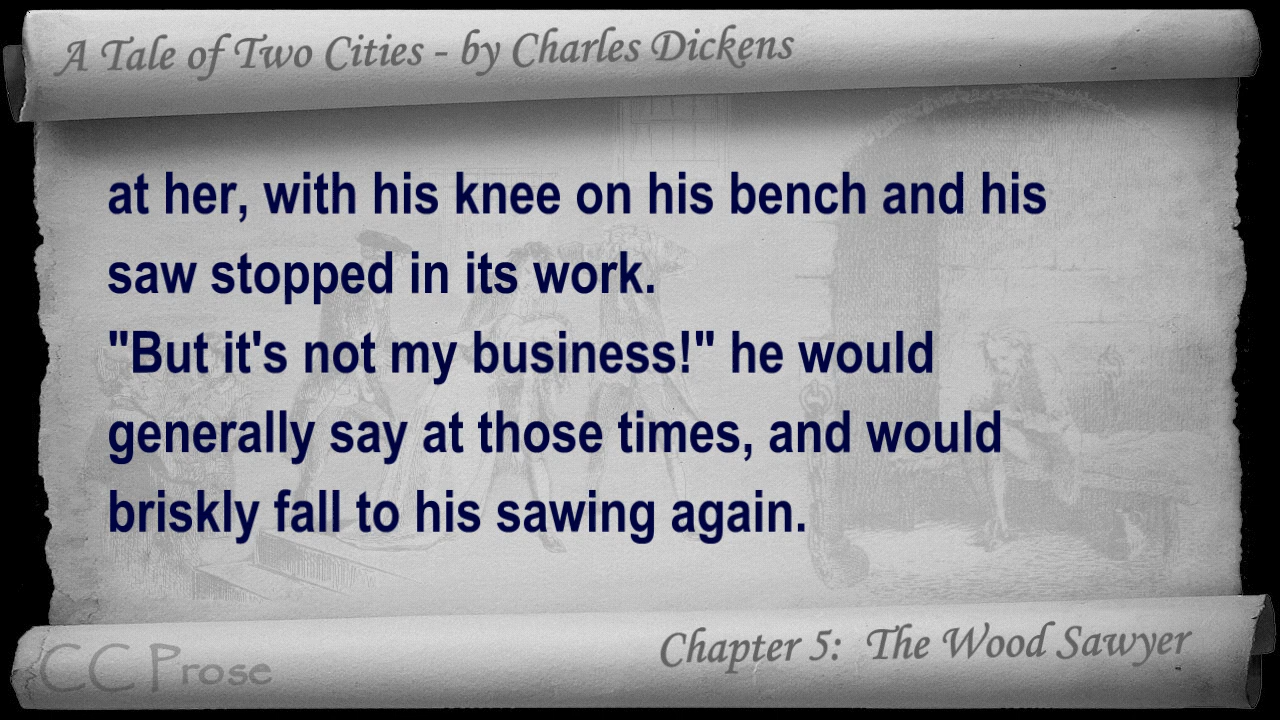 A Tale of Two Cities - by Charles Dickens
at her, with his knee on his bench and his
saw stopped in its work.
"But it's not my business!" he would
generally say at those times, and would
briskly fall to his sawing again.
Chapter 5: The Wood Sawyer
CC Prose